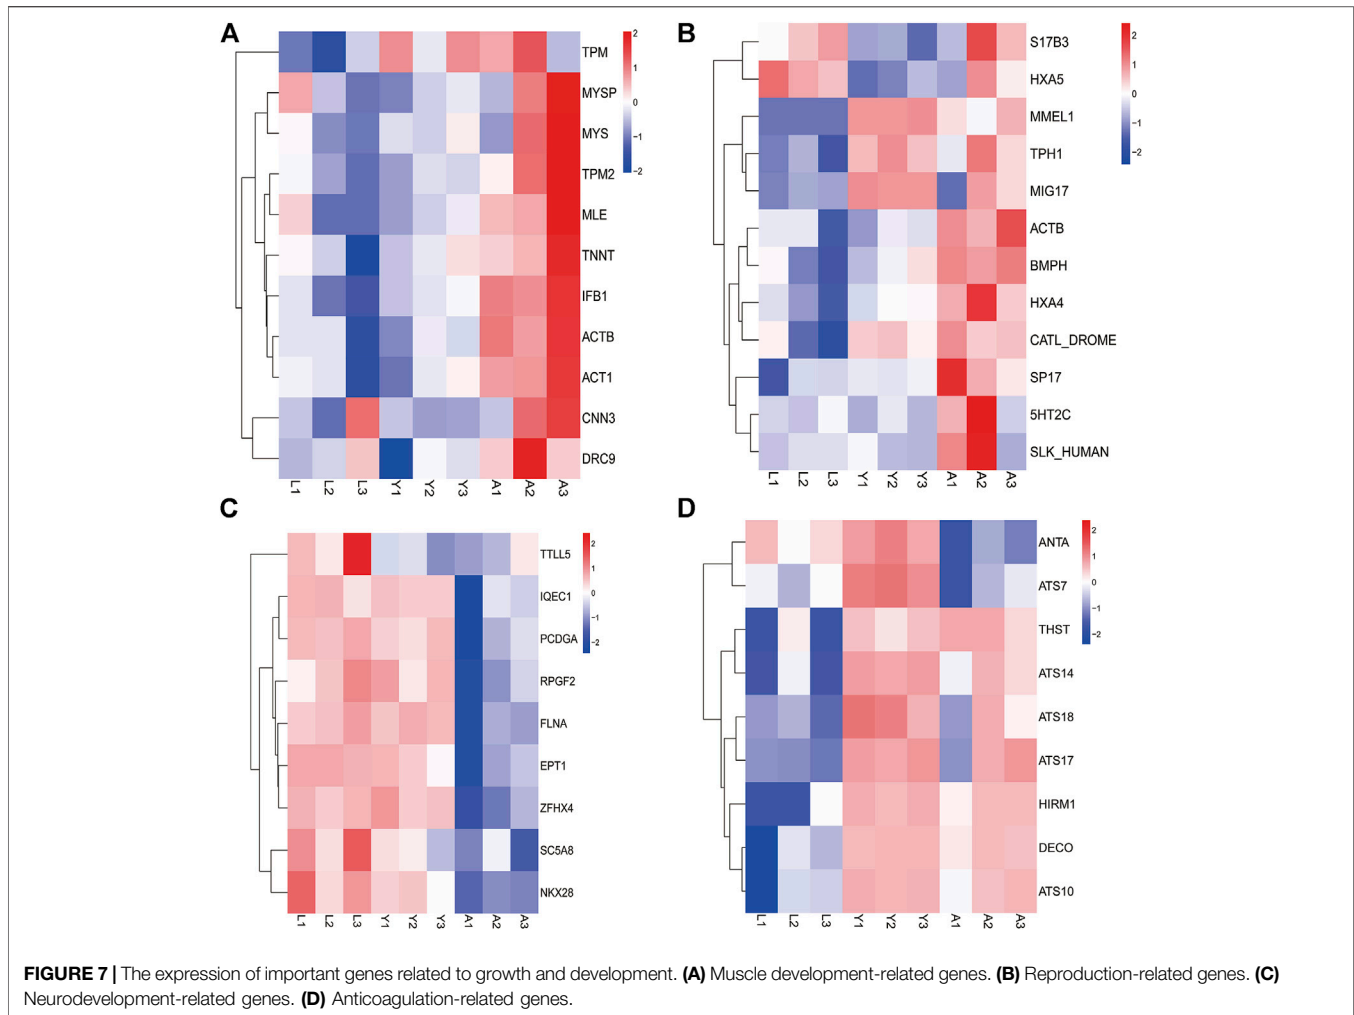 A
2
1
0
−1
−2
TPM
MYSP
MYS
TPM2
MLE
TNNT
IFB1
ACTB
ACT1
CNN3
DRC9
L1 L2 L3 Y1 Y2 Y3 A1 A2 A3
B
2
1
0
−1
−2
S17B3
HXA5
MMEL1
TPH1
MIG17
ACTB
BMPH
HXA4
CATL_DROME
SP17
5HT2C
SLK_HUMAN
L1 L2 L3 Y1 Y2 Y3 A1 A2 A3
C
2
1
0
−1
−2
TTLL5
IQEC1
PCDGA
RPGF2
FLNA
EPT1
ZFHX4
SC5A8
NKX28
L1 L2 L3 Y1 Y2 Y3 A1 A2 A3
D
2
1
0
−1
−2
ANTA
ATS7
THST
ATS14
ATS18
ATS17
HIRM1
DECO
ATS10
L1 L2 L3 Y1 Y2 Y3 A1 A2 A3
FIGURE 7 | The expression of important genes related to growth and development. (A) Muscle development-related genes. (B) Reproduction-related genes. (C)
Neurodevelopment-related genes. (D) Anticoagulation-related genes.